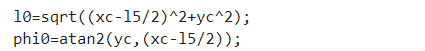 l0=sqrt((xc-l5/2)^2+yc^2);
phi0=atan2(yc,(xc-l5/2));